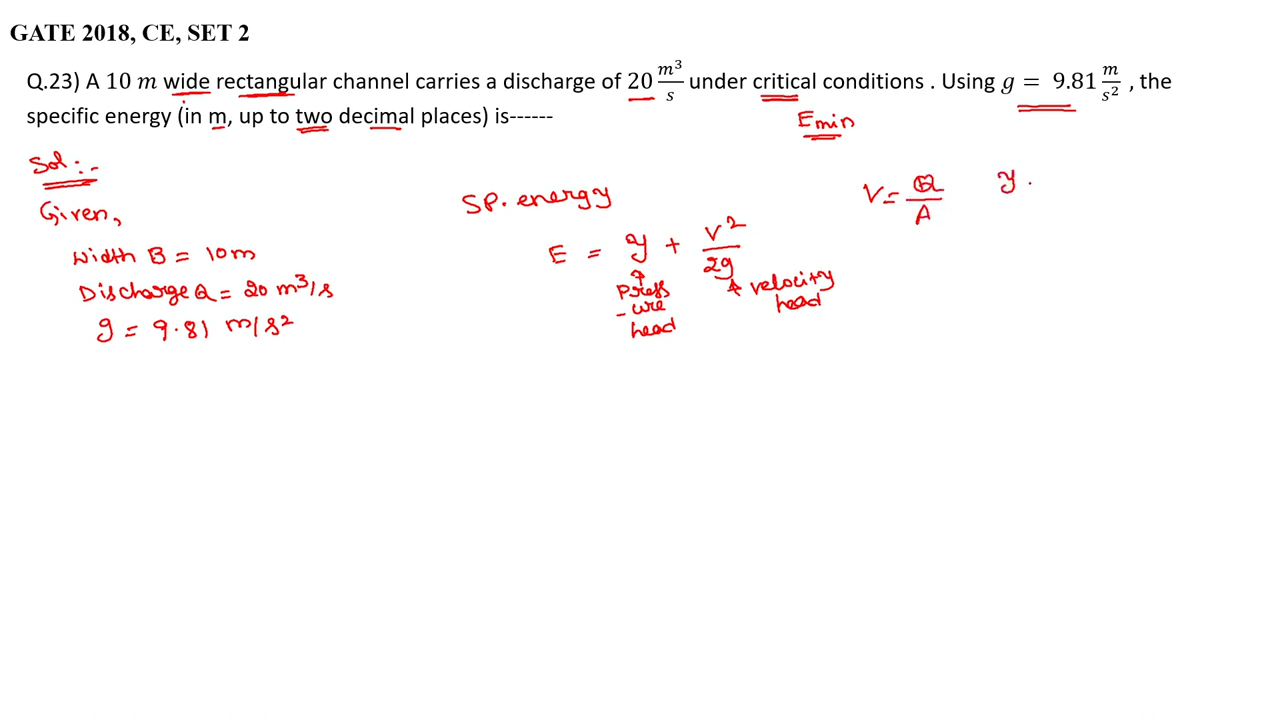 GATE 2018, CE, SET 2
Q.23) A 10 m wide rectangular channel carries a discharge of 20 m³/s under critical conditions . Using g = 9.81 m/s² , the
specific energy (in m, up to two decimal places) is------
Emin
Sol:-
Given,
Width B = 10m
Discharge Q = 20 m³/s
g = 9.81 m/s²
SP. energy
E = y + V²/2g
Press
-ure
head
velocity
head
V = Q/A
y .